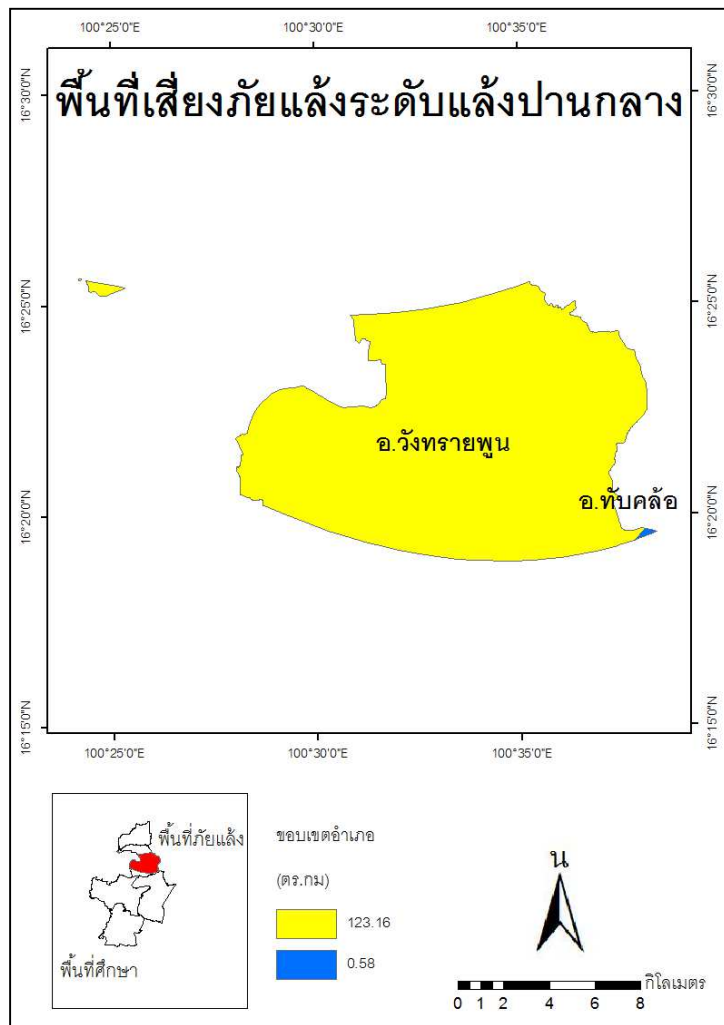 100°25'0"E 100°30'0"E 100°35'0"E
พื้นที่เสี่ยงภัยแล้งระดับแล้งปานกลาง
16°30'0"N 16°30'0"N
16°25'0"N 16°25'0"N
อ.วังทรายพูน
อ.ทับคล้อ
16°20'0"N 16°20'0"N
16°15'0"N 16°15'0"N
100°25'0"E 100°30'0"E 100°35'0"E
พื้นที่ภัยแล้ง
พื้นที่ศึกษา
ขอบเขตอำเภอ
(ตร.กม)
123.16
0.58
น
กิโลเมตร
0 1 2 4 6 8